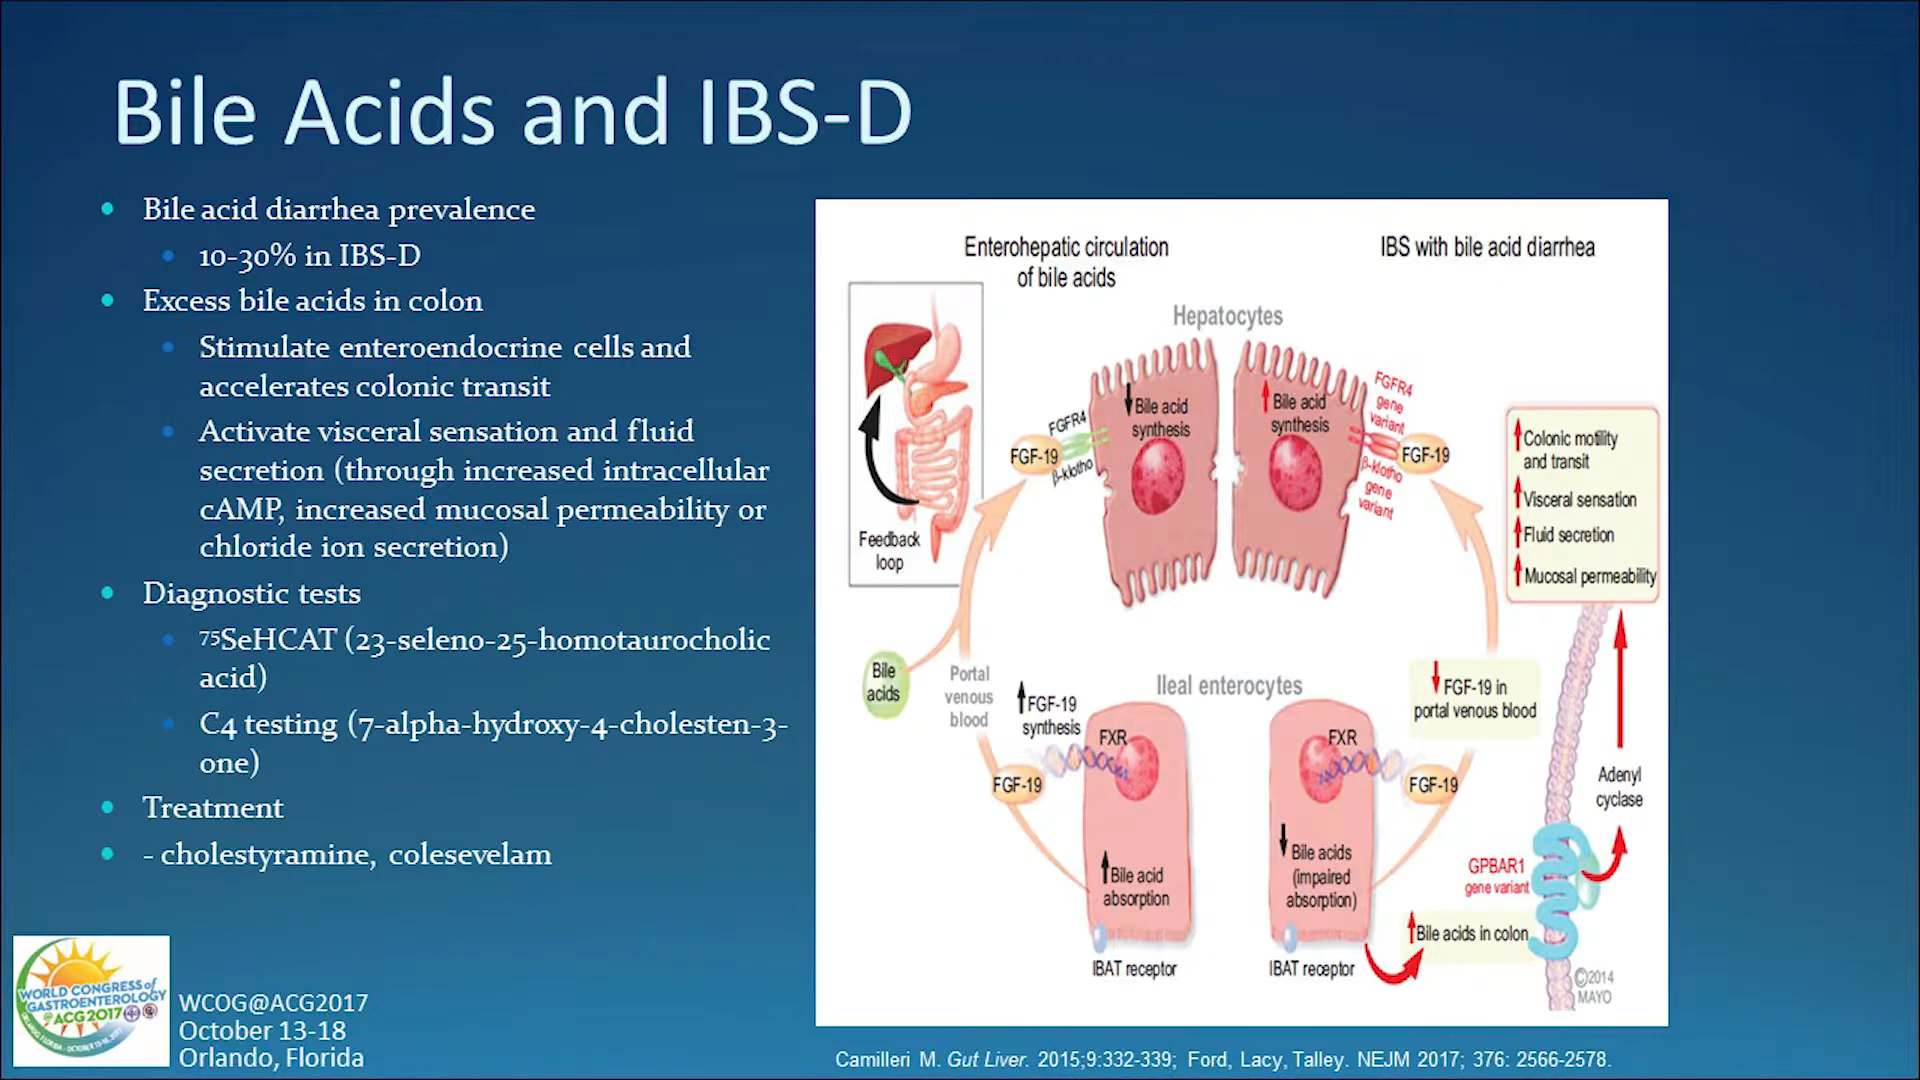 Bile Acids and IBS-D
• Bile acid diarrhea prevalence
• 10-30% in IBS-D
• Excess bile acids in colon
• Stimulate enteroendocrine cells and
accelerates colonic transit
• Activate visceral sensation and fluid
secretion (through increased intracellular
cAMP, increased mucosal permeability or
chloride ion secretion)
• Diagnostic tests
• ⁷⁵SeHCAT (23-seleno-25-homotaurocholic
acid)
• C4 testing (7-alpha-hydroxy-4-cholesten-3-
one)
• Treatment
• - cholestyramine, colesevelam
Enterohepatic circulation
of bile acids
IBS with bile acid diarrhea
Hepatocytes
Feedback
loop
FGFR4
FGF-19
β-klotho
↓Bile acid
synthesis
↑Bile acid
synthesis
FGFR4
gene
variant
FGF-19
β-klotho
gene
variant
↑Colonic motility
and transit
↑Visceral sensation
↑Fluid secretion
↑Mucosal permeability
Bile
acids
Portal
venous
blood
Ileal enterocytes
↑FGF-19
synthesis
FXR
FGF-19
↑Bile acid
absorption
IBAT receptor
FXR
FGF-19
↓Bile acids
(impaired
absorption)
IBAT receptor
↓FGF-19 in
portal venous blood
Adenyl
cyclase
GPBAR1
gene variant
↑Bile acids in colon
©2014
MAYO
WORLD CONGRESS of
GASTROENTEROLOGY
@ACG2017
WCOG@ACG2017
October 13-18
Orlando, Florida
Camilleri M. Gut Liver. 2015;9:332-339; Ford, Lacy, Talley. NEJM 2017; 376: 2566-2578.